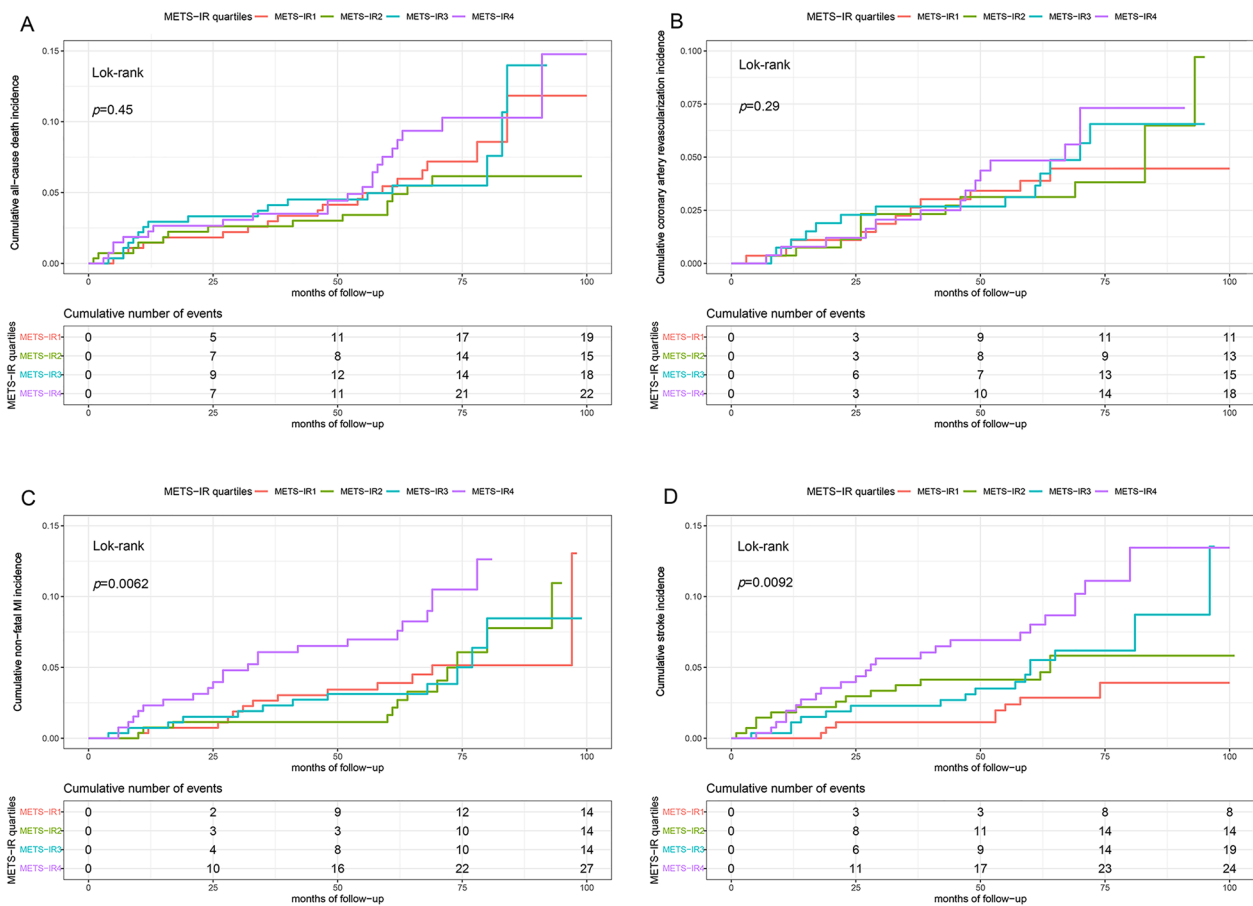 A
METS-IR quartiles METS-IR1 METS-IR2 METS-IR3 METS-IR4
Cumulative all-cause death incidence
0.15
0.10
0.05
0.00
Lok-rank
p=0.45
0 25 50 75 100
months of follow-up
Cumulative number of events
METS-IR quartiles
METS-IR1 0 5 11 17 19
METS-IR2 0 7 8 14 15
METS-IR3 0 9 12 14 18
METS-IR4 0 7 11 21 22
0 25 50 75 100
months of follow-up
B
METS-IR quartiles METS-IR1 METS-IR2 METS-IR3 METS-IR4
Cumulative coronary artery revascularization incidence
0.100
0.075
0.050
0.025
0.000
Lok-rank
p=0.29
0 25 50 75 100
months of follow-up
Cumulative number of events
METS-IR quartiles
METS-IR1 0 3 9 11 11
METS-IR2 0 3 8 9 13
METS-IR3 0 6 7 13 15
METS-IR4 0 3 10 14 18
0 25 50 75 100
months of follow-up
C
METS-IR quartiles METS-IR1 METS-IR2 METS-IR3 METS-IR4
Cumulative non-fatal MI incidence
0.15
0.10
0.05
0.00
Lok-rank
p=0.0062
0 25 50 75 100
months of follow-up
Cumulative number of events
METS-IR quartiles
METS-IR1 0 2 9 12 14
METS-IR2 0 3 3 10 14
METS-IR3 0 4 8 10 14
METS-IR4 0 10 16 22 27
0 25 50 75 100
months of follow-up
D
METS-IR quartiles METS-IR1 METS-IR2 METS-IR3 METS-IR4
Cumulative stroke incidence
0.15
0.10
0.05
0.00
Lok-rank
p=0.0092
0 25 50 75 100
months of follow-up
Cumulative number of events
METS-IR quartiles
METS-IR1 0 3 3 8 8
METS-IR2 0 8 11 14 14
METS-IR3 0 6 9 14 19
METS-IR4 0 11 17 23 24
0 25 50 75 100
months of follow-up